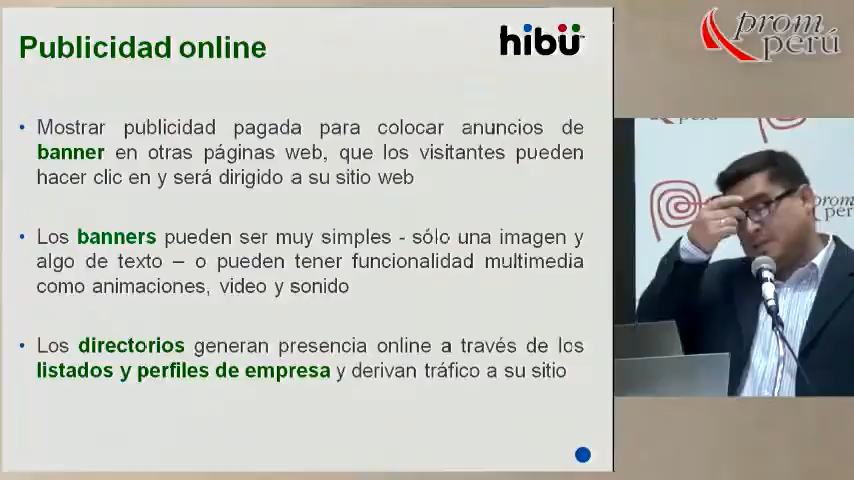 Publicidad online
hibü
prom
perú
• Mostrar publicidad pagada para colocar anuncios de
banner en otras páginas web, que los visitantes pueden
hacer clic en y será dirigido a su sitio web
• Los banners pueden ser muy simples - sólo una imagen y
algo de texto – o pueden tener funcionalidad multimedia
como animaciones, video y sonido
• Los directorios generan presencia online a través de los
listados y perfiles de empresa y derivan tráfico a su sitio
prom
perú